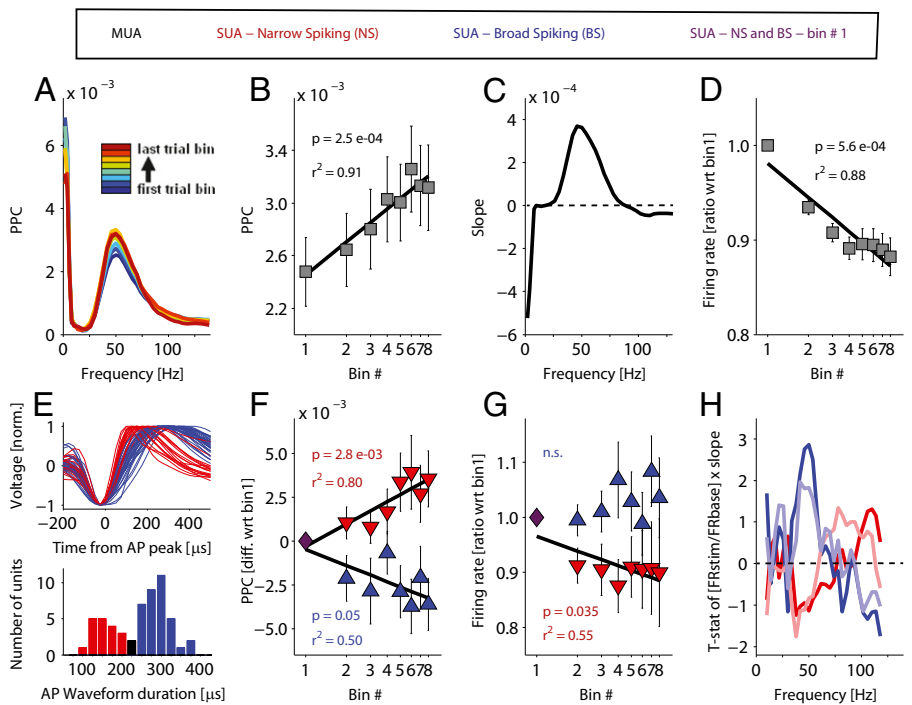 MUA SUA – Narrow Spiking (NS) SUA – Broad Spiking (BS) SUA – NS and BS – bin # 1
A
x 10⁻³
6
4
2
0
PPC
last trial bin
first trial bin
0 50 100
Frequency [Hz]
B
x 10⁻³
3.4
3.0
2.6
2.2
PPC
p = 2.5 e-04
r² = 0.91
1 2 3 4 5 6 7 8
Bin #
C
x 10⁻⁴
4
2
0
−2
−4
−6
Slope
0 50 100
Frequency [Hz]
D
1.0
0.9
0.8
Firing rate [ratio wrt bin1]
p = 5.6 e-04
r² = 0.88
1 2 3 4 5 6 7 8
Bin #
E
Voltage [norm.]
1
0
−1
−200 0 200 400
Time from AP peak [µs]
Number of units
10
5
0
100 200 300 400
AP Waveform duration [µs]
F
x 10⁻³
5.0
2.5
0
−2.5
−5.0
PPC [diff. wrt bin1]
p = 2.8 e-03
r² = 0.80
p = 0.05
r² = 0.50
1 2 3 4 5 6 7 8
Bin #
G
1.1
1.0
0.9
0.8
Firing rate [ratio wrt bin1]
n.s.
p = 0.035
r² = 0.55
1 2 3 4 5 6 7 8
Bin #
H
3
2
1
0
−1
−2
T-stat of [FRstim/FRbase] x slope
0 50 100
Frequency [Hz]